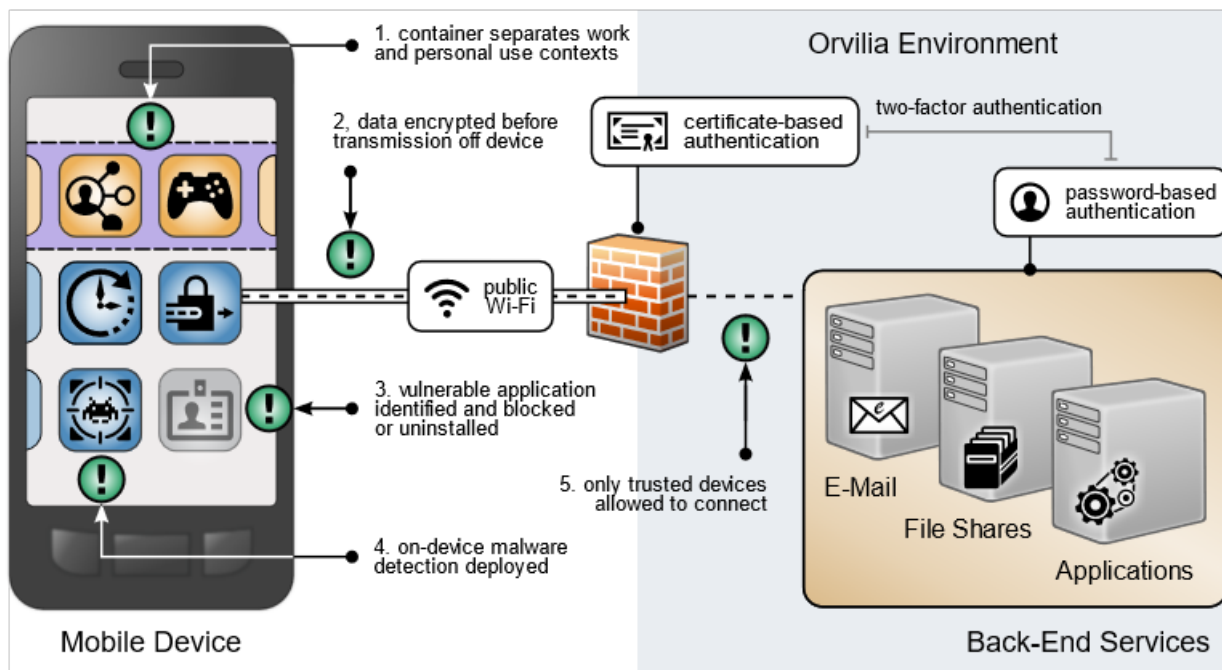 1. container separates work
and personal use contexts
Orvilia Environment
2, data encrypted before
transmission off device
certificate-based
authentication
two-factor authentication
password-based
authentication
public
Wi-Fi
3. vulnerable application
identified and blocked
or uninstalled
4. on-device malware
detection deployed
5. only trusted devices
allowed to connect
e
E-Mail
File Shares
Applications
Mobile Device
Back-End Services